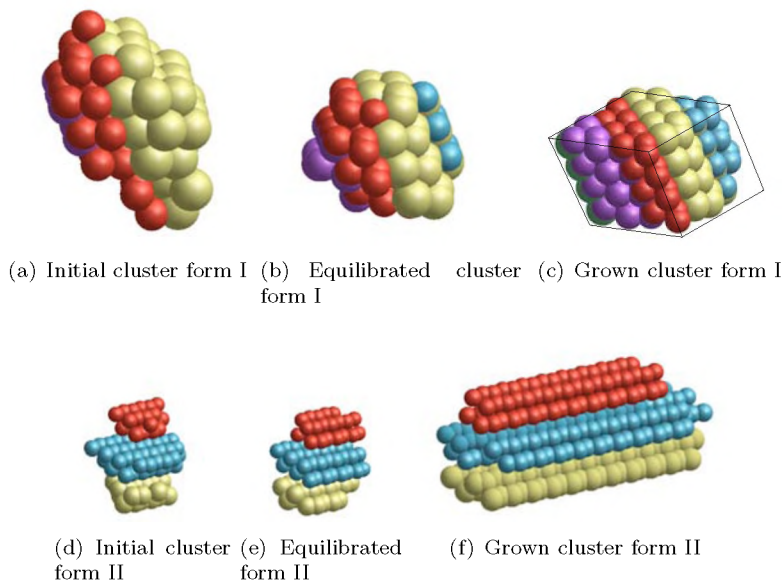 (a) Initial cluster form I
(b) Equilibrated cluster
form I
(c) Grown cluster form I
(d) Initial cluster
form II
(e) Equilibrated
form II
(f) Grown cluster form II